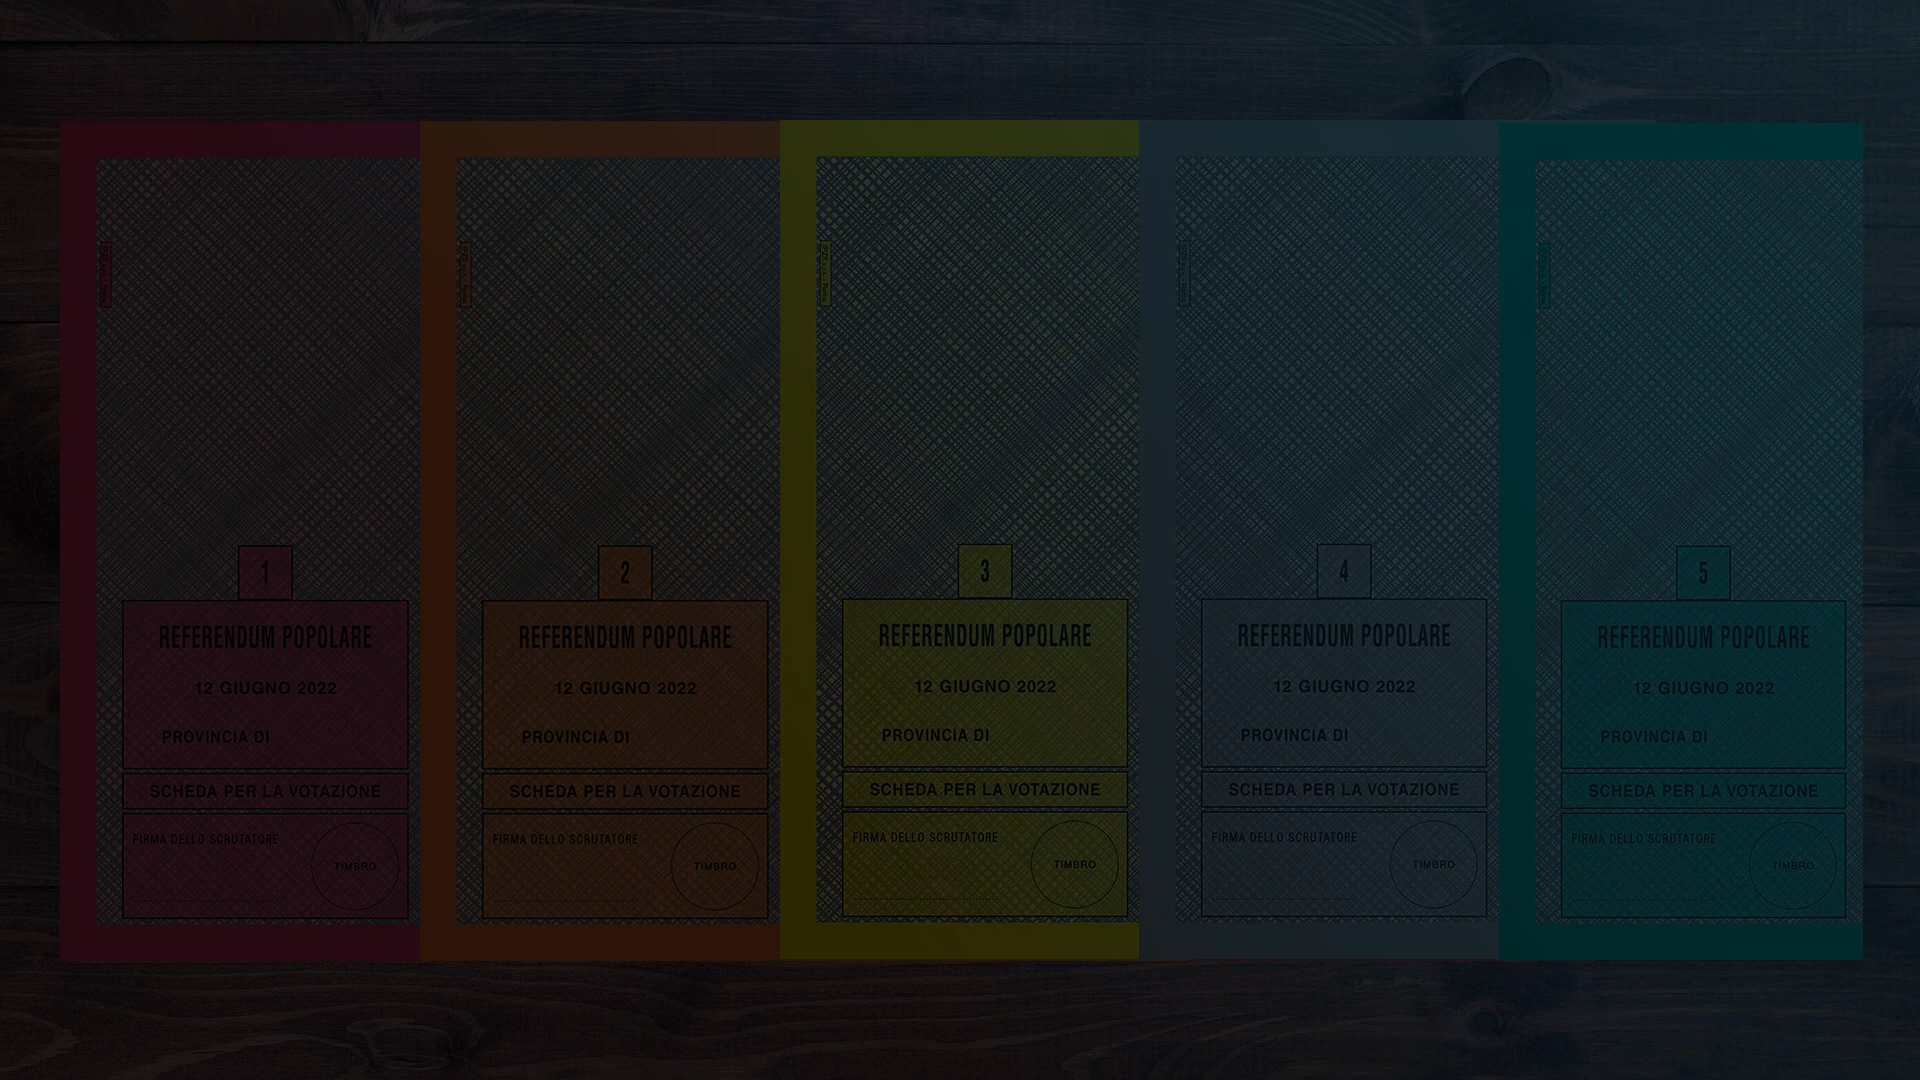 1
REFERENDUM POPOLARE
12 GIUGNO 2022
PROVINCIA DI
SCHEDA PER LA VOTAZIONE
FIRMA DELLO SCRUTATORE
TIMBRO
2
REFERENDUM POPOLARE
12 GIUGNO 2022
PROVINCIA DI
SCHEDA PER LA VOTAZIONE
FIRMA DELLO SCRUTATORE
TIMBRO
3
REFERENDUM POPOLARE
12 GIUGNO 2022
PROVINCIA DI
SCHEDA PER LA VOTAZIONE
FIRMA DELLO SCRUTATORE
TIMBRO
4
REFERENDUM POPOLARE
12 GIUGNO 2022
PROVINCIA DI
SCHEDA PER LA VOTAZIONE
FIRMA DELLO SCRUTATORE
TIMBRO
5
REFERENDUM POPOLARE
12 GIUGNO 2022
PROVINCIA DI
SCHEDA PER LA VOTAZIONE
FIRMA DELLO SCRUTATORE
TIMBRO